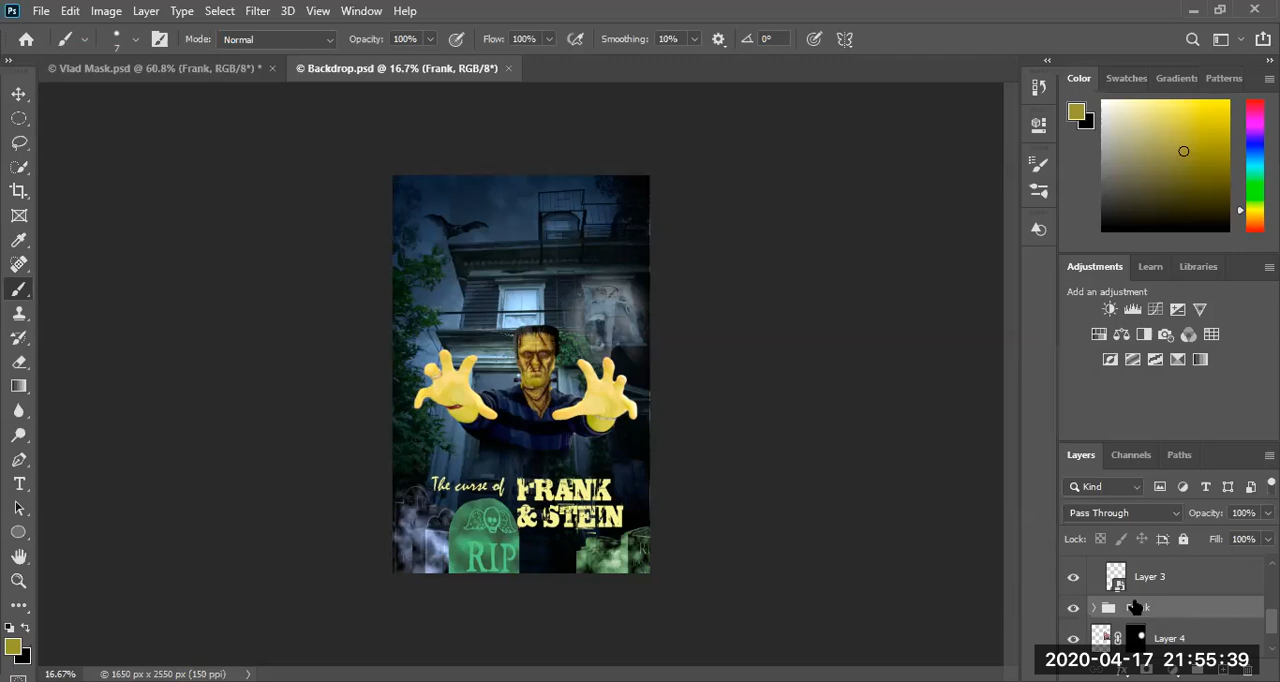 Ps File Edit Image Layer Type Select Filter 3D View Window Help
7 Mode: Normal Opacity: 100% Flow: 100% Smoothing: 10% 0°
© Vlad Mask.psd @ 60.8% (Frank, RGB/8*) * × © Backdrop.psd @ 16.7% (Frank, RGB/8*) ×
Color Swatches Gradients Patterns
Adjustments Learn Libraries
Add an adjustment
The curse of FRANK
& STEIN
RIP
Layers Channels Paths
Kind
Pass Through Opacity: 100%
Lock: Fill: 100%
Layer 3
Layer 4
2020-04-17 21:55:39
16.67% © 1650 px x 2550 px (150 ppi)